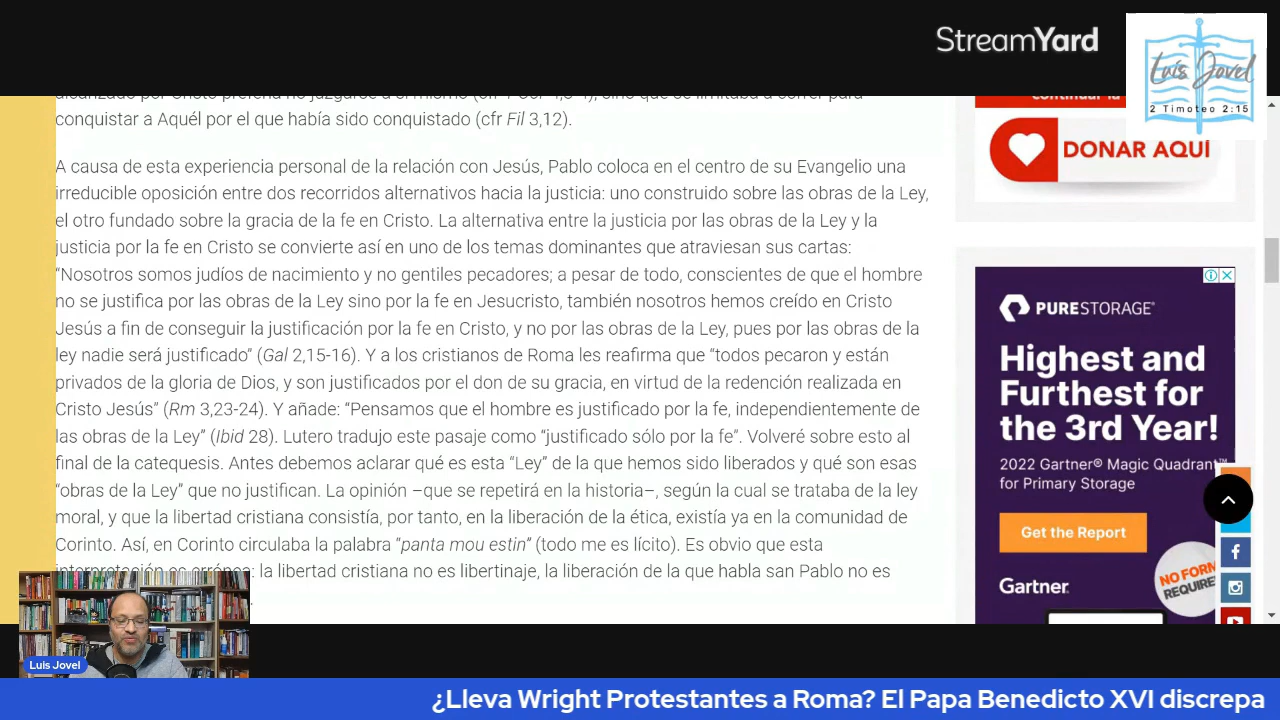 StreamYard
Luis Jovel
2 Timoteo 2:15
conquistar a Aquél por el que había sido conquistado (cfr Fil 3,12).
A causa de esta experiencia personal de la relación con Jesús, Pablo coloca en el centro de su Evangelio una
irreducible oposición entre dos recorridos alternativos hacia la justicia: uno construido sobre las obras de la Ley,
el otro fundado sobre la gracia de la fe en Cristo. La alternativa entre la justicia por las obras de la Ley y la
justicia por la fe en Cristo se convierte así en uno de los temas dominantes que atraviesan sus cartas:
“Nosotros somos judíos de nacimiento y no gentiles pecadores; a pesar de todo, conscientes de que el hombre
no se justifica por las obras de la Ley sino por la fe en Jesucristo, también nosotros hemos creído en Cristo
Jesús a fin de conseguir la justificación por la fe en Cristo, y no por las obras de la Ley, pues por las obras de la
ley nadie será justificado” (Gal 2,15-16). Y a los cristianos de Roma les reafirma que “todos pecaron y están
privados de la gloria de Dios, y son justificados por el don de su gracia, en virtud de la redención realizada en
Cristo Jesús” (Rm 3,23-24). Y añade: “Pensamos que el hombre es justificado por la fe, independientemente de
las obras de la Ley” (Ibid 28). Lutero tradujo este pasaje como “justificado sólo por la fe”. Volveré sobre esto al
final de la catequesis. Antes debemos aclarar qué es esta “Ley” de la que hemos sido liberados y qué son esas
“obras de la Ley” que no justifican. La opinión –que se repetirá en la historia–, según la cual se trataba de la ley
moral, y que la libertad cristiana consistía, por tanto, en la liberación de la ética, existía ya en la comunidad de
Corinto. Así, en Corinto circulaba la palabra “panta mou estin” (todo me es lícito). Es obvio que esta
: la libertad cristiana no es libertinaje, la liberación de la que habla san Pablo no es
DONAR AQUÍ
PURESTORAGE®
Highest and
Furthest for
the 3rd Year!
2022 Gartner® Magic Quadrant™
for Primary Storage
Get the Report
Gartner.
NO FORM
REQUIRED
Luis Jovel
¿Lleva Wright Protestantes a Roma? El Papa Benedicto XVI discrepa